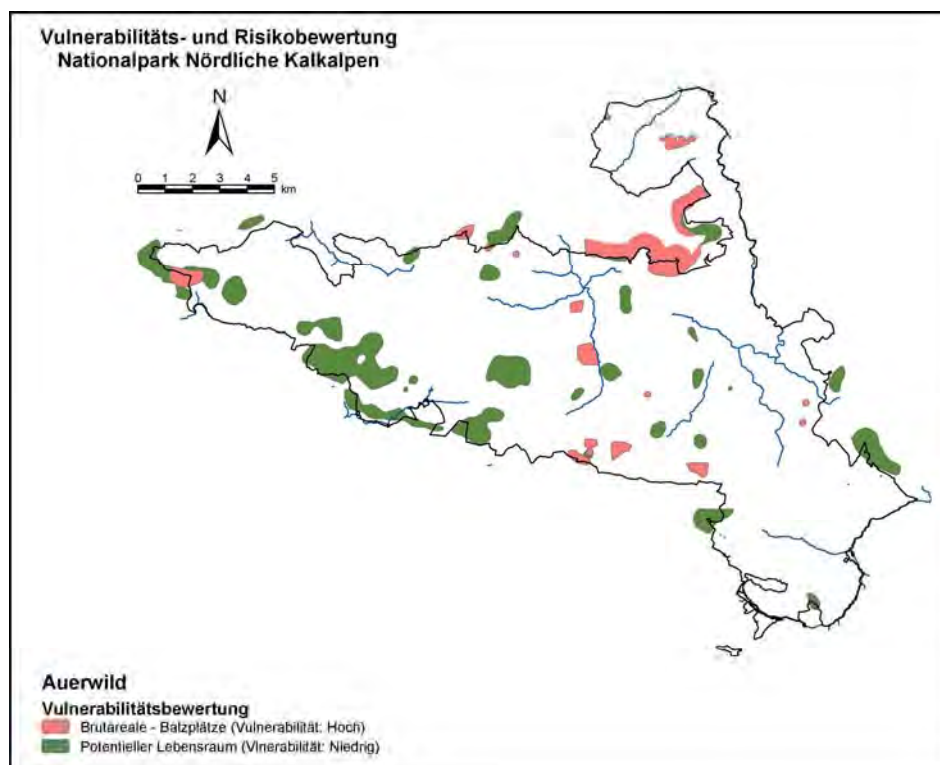 Vulnerabilitäts- und Risikobewertung
Nationalpark Nördliche Kalkalpen
N
0 1 2 3 4 5
km
Auerwild
Vulnerabilitätsbewertung
Brutareale - Balzplätze (Vulnerabilität: Hoch)
Potentieller Lebensraum (Vlnerabilität: Niedrig)